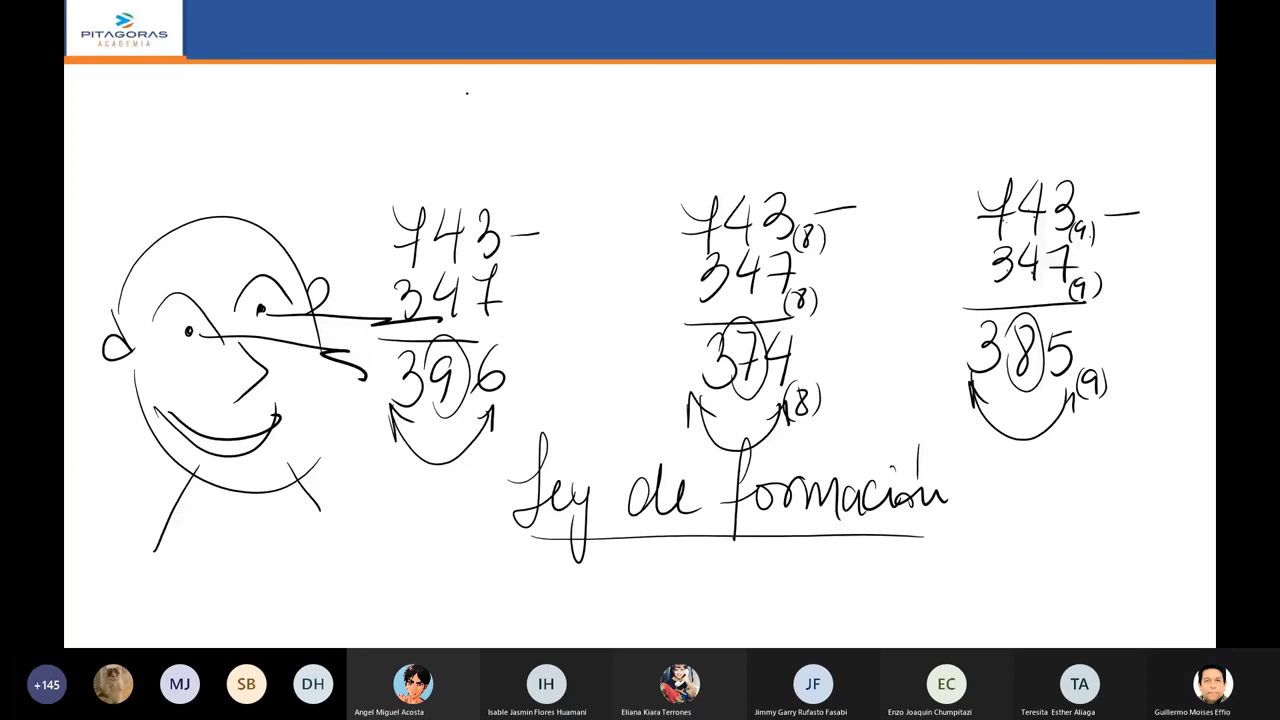 PITAGORAS
ACADEMIA
743 -
347
396
743(8) -
347(8)
374(8)
743(9) -
347(9)
385(9)
Ley de formación
+145
MJ
SB
DH
Angel Miguel Acosta
IH
Isable Jasmin Flores Huamani
Eliana Kiara Terrones
JF
Jimmy Garry Rufasto Fasabi
EC
Enzo Joaquin Chumpitazi
TA
Teresita Esther Aliaga
Guillermo Moises Effio